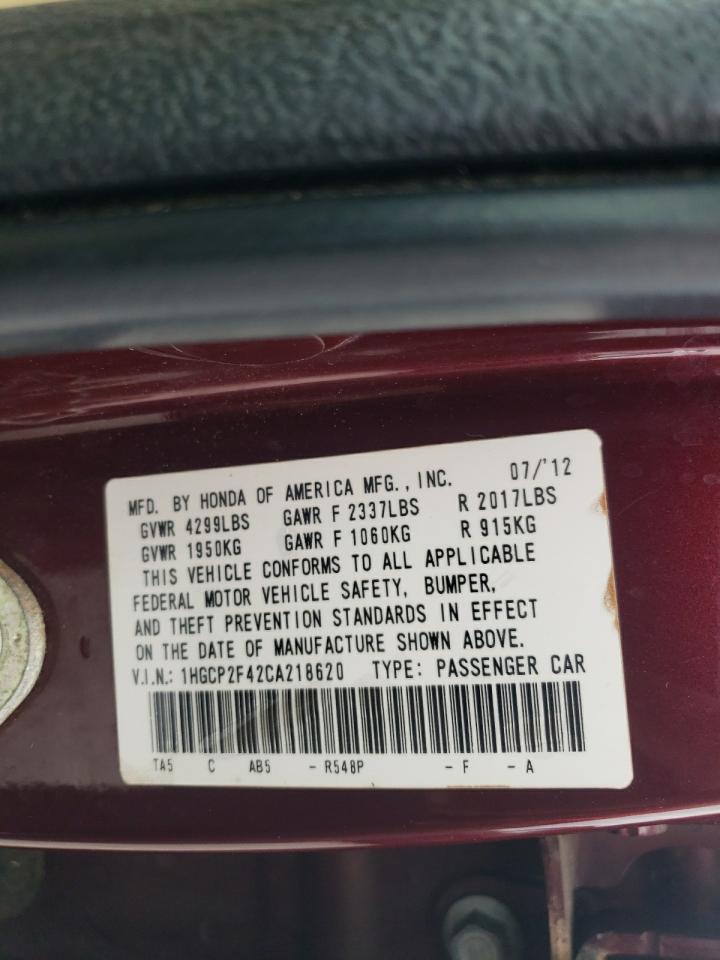 MFD. BY HONDA OF AMERICA MFG., INC. 07/'12
GVWR 4299LBS GAWR F 2337LBS R 2017LBS
GVWR 1950KG GAWR F 1060KG R 915KG
THIS VEHICLE CONFORMS TO ALL APPLICABLE
FEDERAL MOTOR VEHICLE SAFETY, BUMPER,
AND THEFT PREVENTION STANDARDS IN EFFECT
ON THE DATE OF MANUFACTURE SHOWN ABOVE.
V.I.N.: 1HGCP2F42CA218620 TYPE: PASSENGER CAR
TA5 C AB5 - R548P - F - A